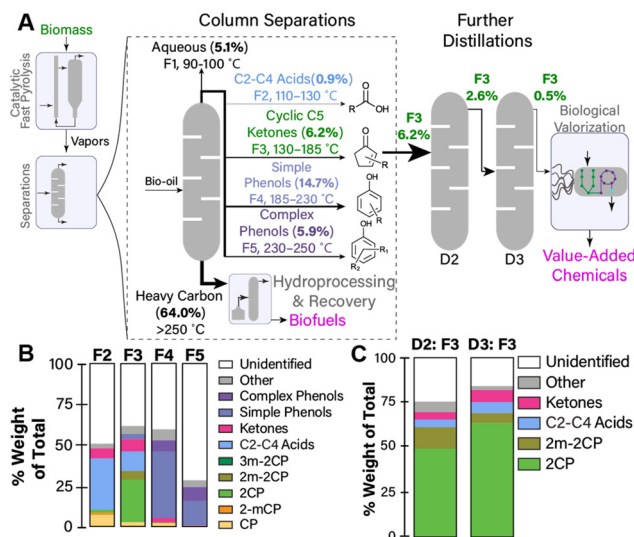 A
Biomass
Catalytic
Fast Pyrolysis
Vapors
Separations
Column Separations
Aqueous (5.1%)
F1, 90-100 °C
C2-C4 Acids(0.9%)
F2, 110–130 °C
Cyclic C5
Ketones (6.2%)
F3, 130–185 °C
Simple
Phenols (14.7%)
F4, 185-230 °C
Complex
Phenols (5.9%)
F5, 230–250 °C
Bio-oil
Heavy Carbon
(64.0%)
>250 °C
Hydroprocessing
& Recovery
Biofuels
O
R
OH
O
R
OH
R
OH
R1
R2
Further
Distillations
F3
6.2%
F3
2.6%
F3
0.5%
D2
D3
Biological
Valorization
Value-Added
Chemicals
B
F2 F3 F4 F5
% Weight
of Total
100
75
50
25
0
Unidentified
Other
Complex Phenols
Simple Phenols
Ketones
C2-C4 Acids
3m-2CP
2m-2CP
2CP
2-mCP
CP
C
D2: F3 D3: F3
% Weight of Total
100
75
50
25
0
Unidentified
Other
Ketones
C2-C4 Acids
2m-2CP
2CP